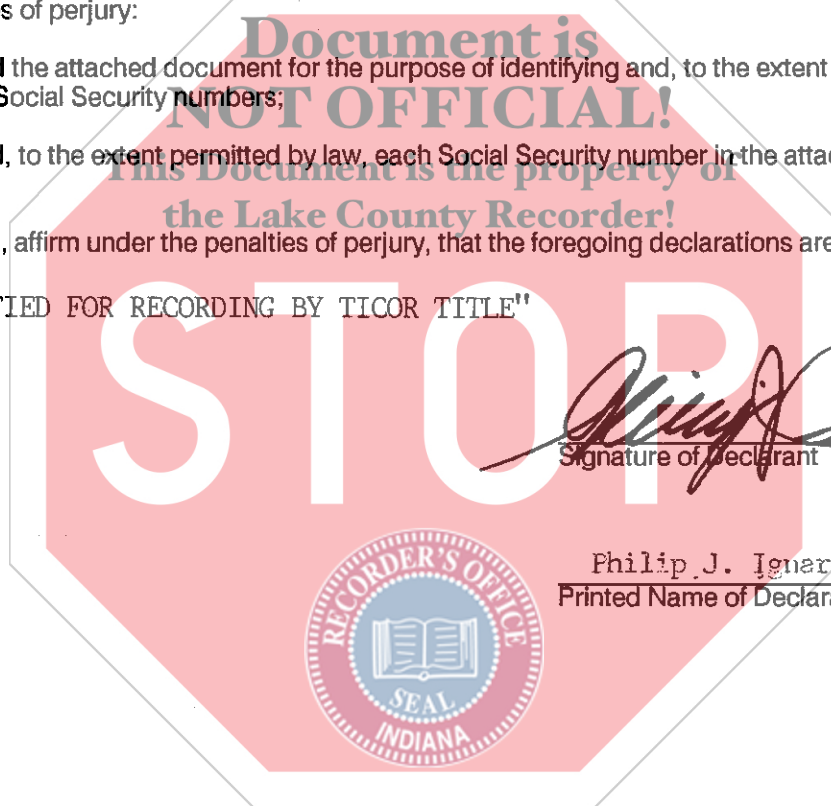 s of perjury:
Document is
the attached document for the purpose of identifying and, to the extent
Social Security numbers;
NOT OFFICIAL!
, to the extent permitted by law, each Social Security number in the attac
This Document is the property of
the Lake County Recorder!
, affirm under the penalties of perjury, that the foregoing declarations are
TIED FOR RECORDING BY TICOR TITLE"
STOP
Signature of Declarant
Philip J. Ignar
Printed Name of Declara
RECORDER'S OFFICE
SEAL
INDIANA